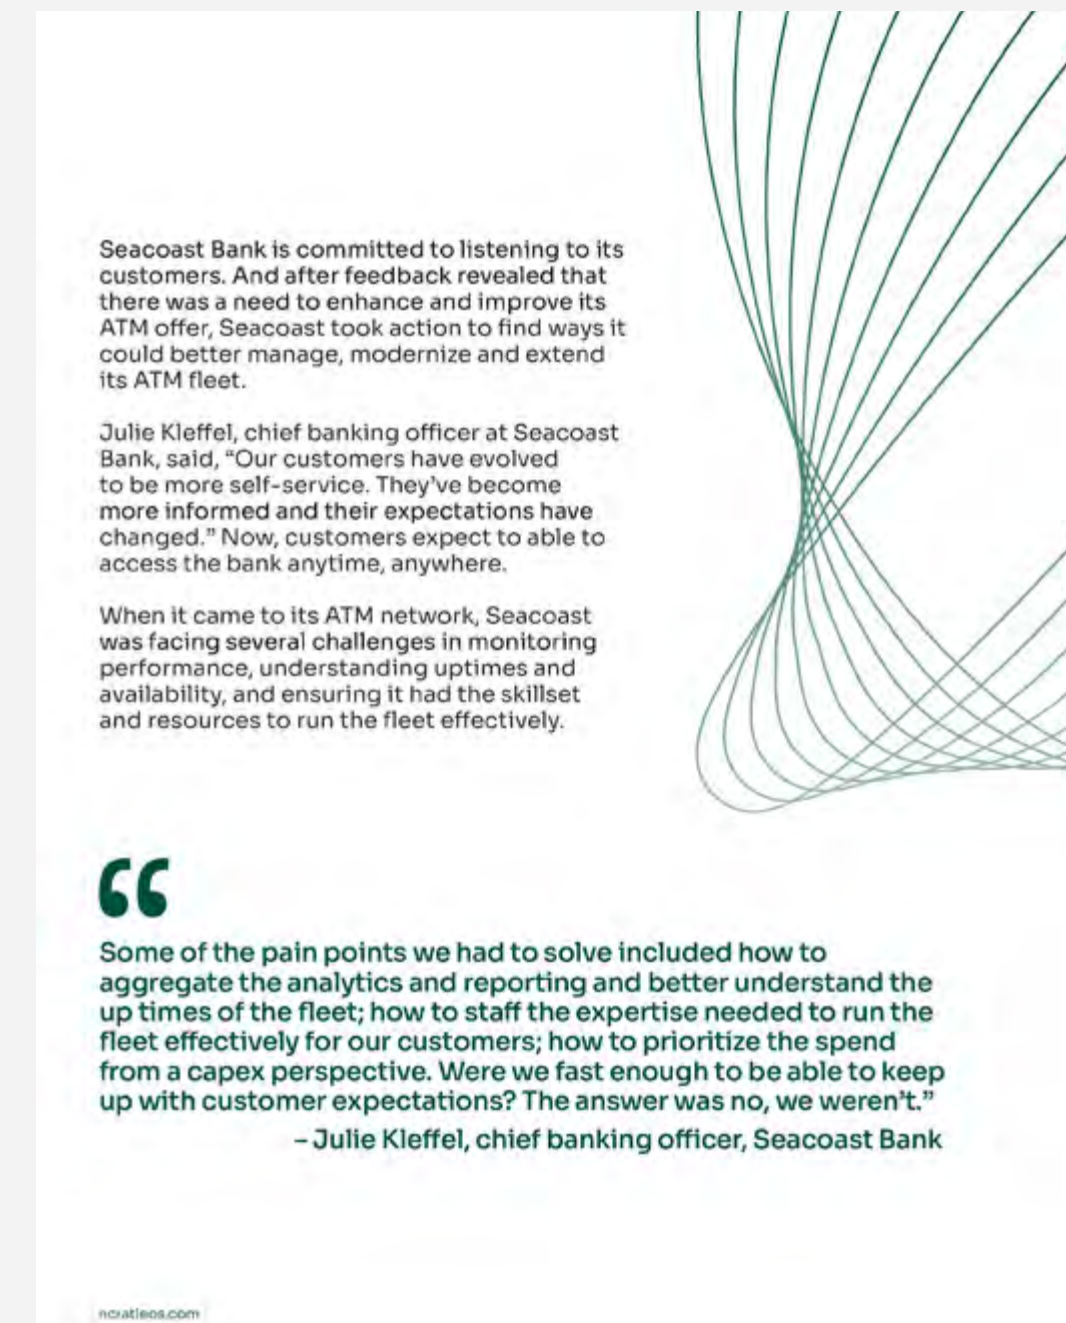 Seacoast Bank is committed to listening to its
customers. And after feedback revealed that
there was a need to enhance and improve its
ATM offer, Seacoast took action to find ways it
could better manage, modernize and extend
its ATM fleet.
Julie Kleffel, chief banking officer at Seacoast
Bank, said, “Our customers have evolved
to be more self-service. They’ve become
more informed and their expectations have
changed.” Now, customers expect to able to
access the bank anytime, anywhere.
When it came to its ATM network, Seacoast
was facing several challenges in monitoring
performance, understanding uptimes and
availability, and ensuring it had the skillset
and resources to run the fleet effectively.
“
Some of the pain points we had to solve included how to
aggregate the analytics and reporting and better understand the
up times of the fleet; how to staff the expertise needed to run the
fleet effectively for our customers; how to prioritize the spend
from a capex perspective. Were we fast enough to be able to keep
up with customer expectations? The answer was no, we weren’t.”
– Julie Kleffel, chief banking officer, Seacoast Bank
ncratleos.com